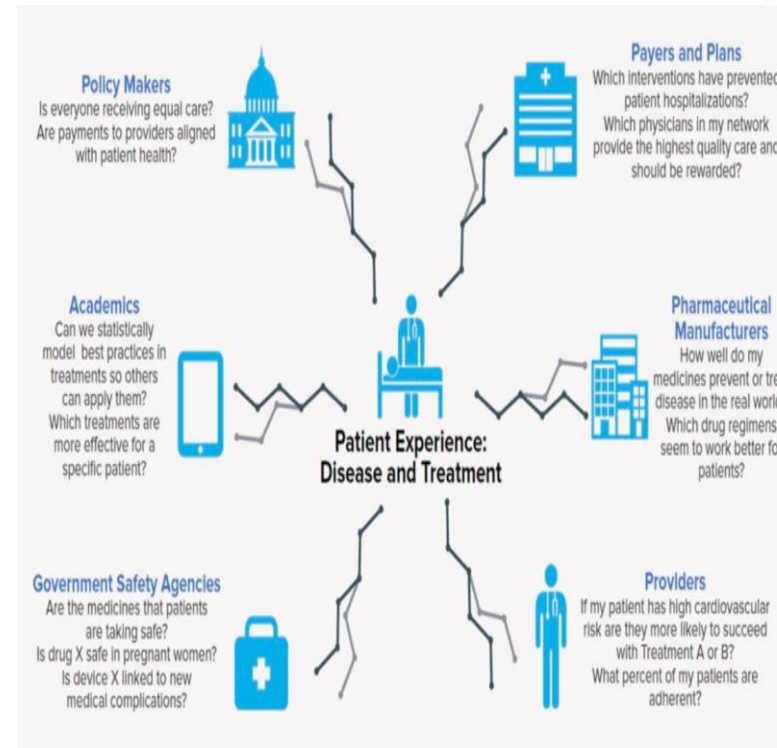 Policy Makers
Is everyone receiving equal care?
Are payments to providers aligned
with patient health?
Payers and Plans
Which interventions have prevented
patient hospitalizations?
Which physicians in my network
provide the highest quality care and
should be rewarded?
Academics
Can we statistically
model best practices in
treatments so others
can apply them?
Which treatments are
more effective for a
specific patient?
Patient Experience:
Disease and Treatment
Pharmaceutical
Manufacturers
How well do my
medicines prevent or
disease in the real
Which drug regimens
seem to work better
patients?
Government Safety Agencies
Are the medicines that patients
are taking safe?
Is drug X safe in pregnant women?
Is device X linked to new
medical complications?
Providers
If my patient has high cardiovascular
risk are they more likely to succeed
with Treatment A or B?
What percent of my patients are
adherent?